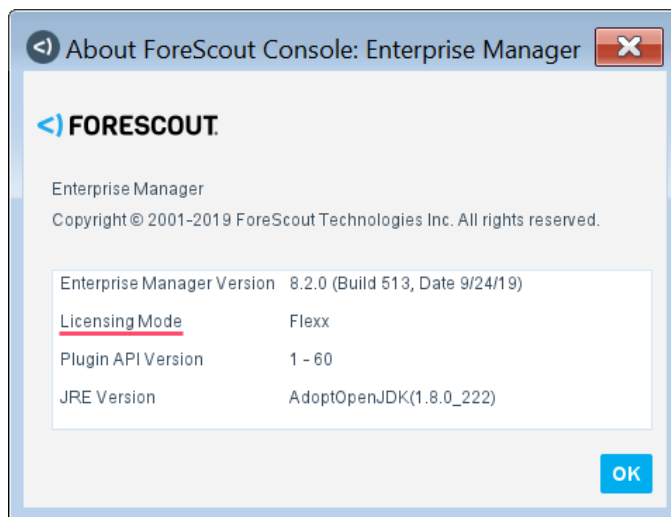 About ForeScout Console: Enterprise Manager
<) FORESCOUT.
Enterprise Manager
Copyright © 2001-2019 ForeScout Technologies Inc. All rights reserved.
Enterprise Manager Version 8.2.0 (Build 513, Date 9/24/19)
Licensing Mode Flexx
Plugin API Version 1 - 60
JRE Version AdoptOpenJDK(1.8.0_222)
OK